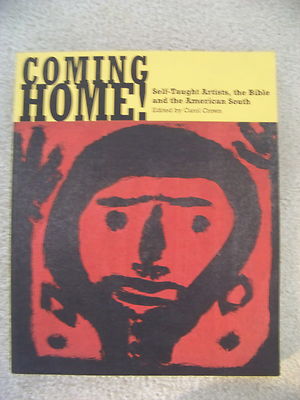 COMING
HOME!
Self-Taught Artists, the Bible
and the American South
Edited by Carol Crown